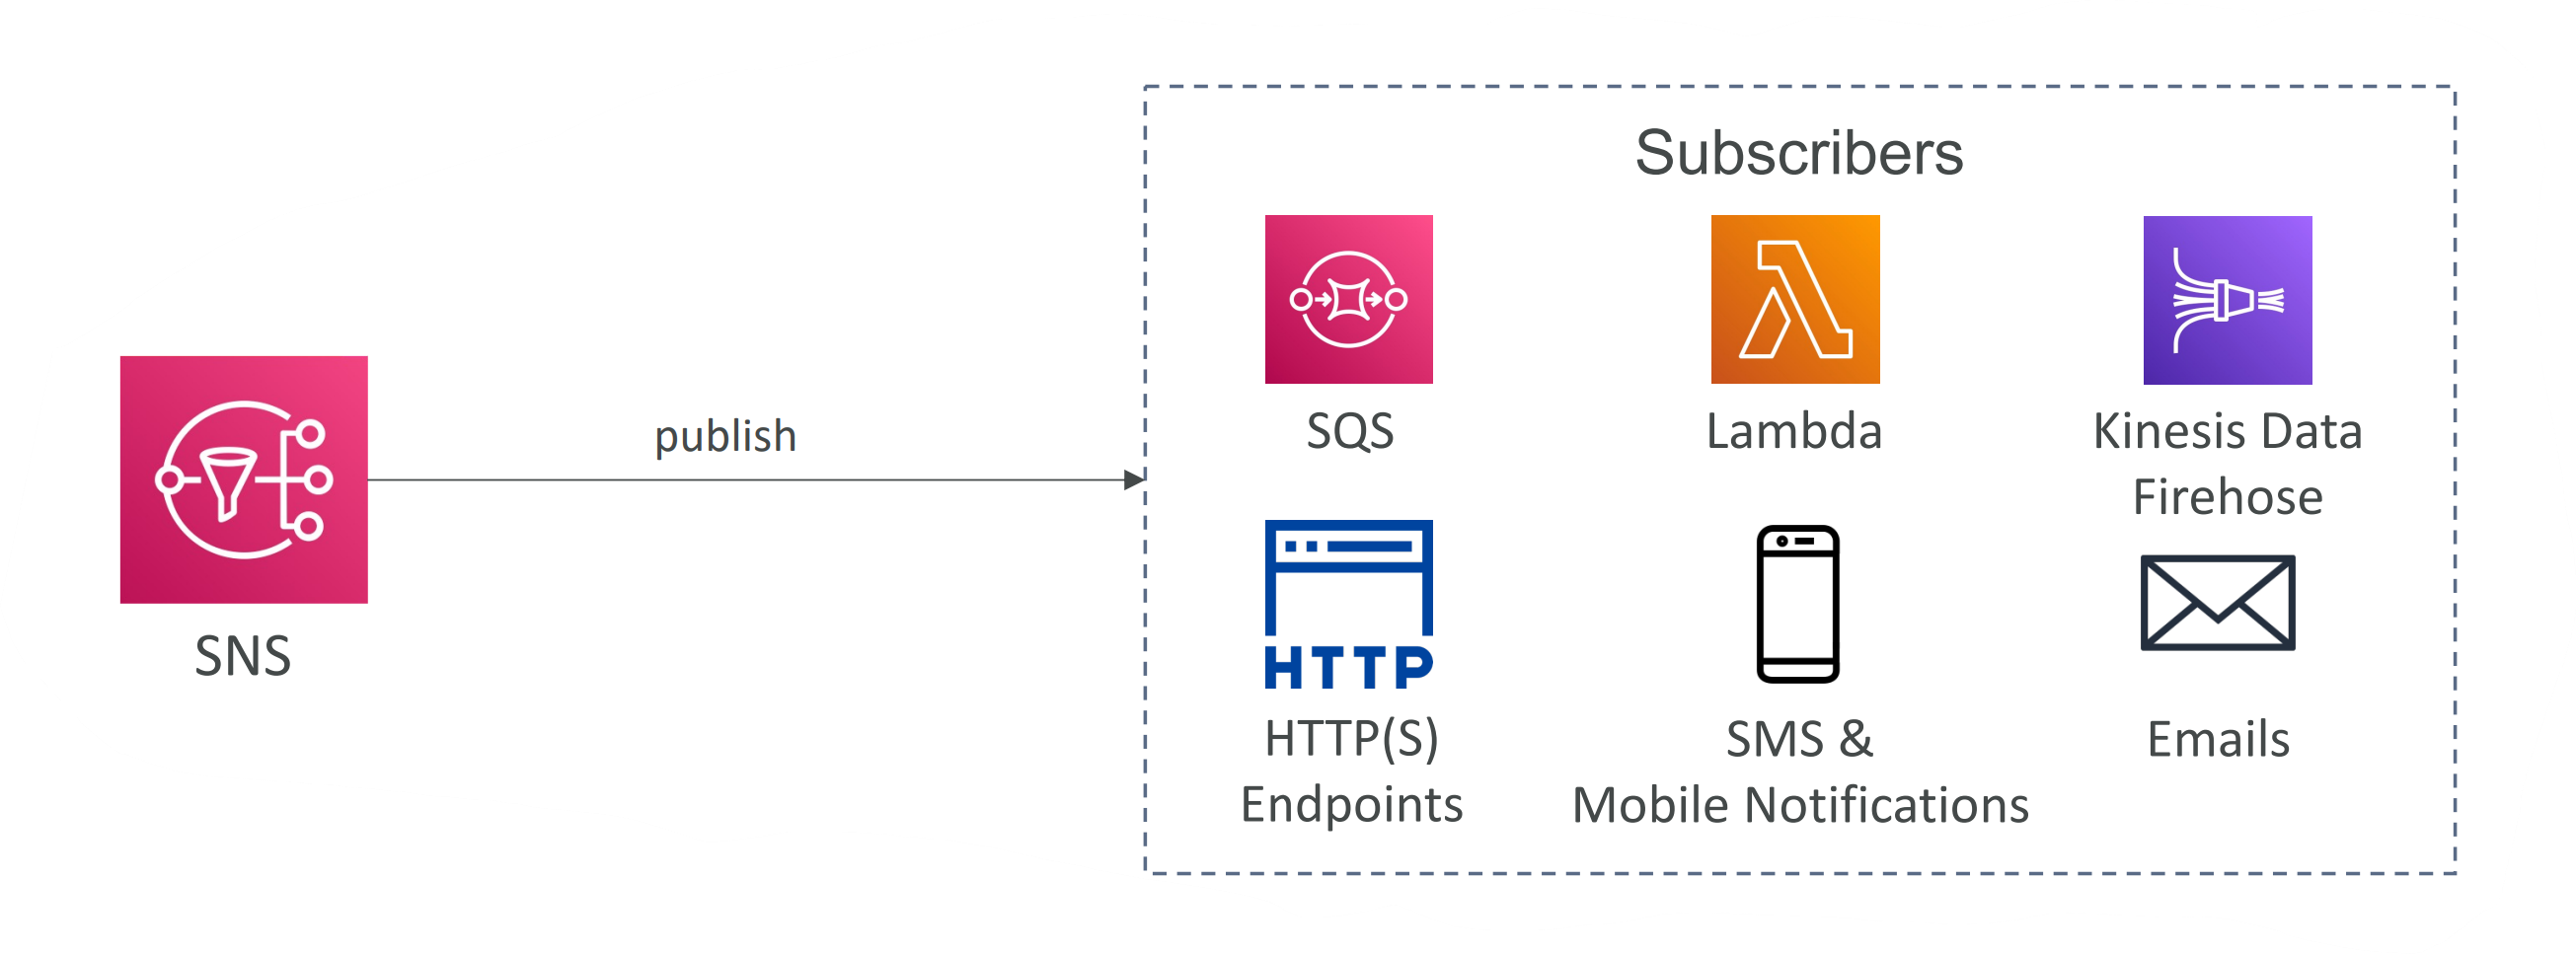 Subscribers
SNS
publish
SQS
Lambda
Kinesis Data
Firehose
HTTP
HTTP(S)
Endpoints
SMS &
Mobile Notifications
Emails